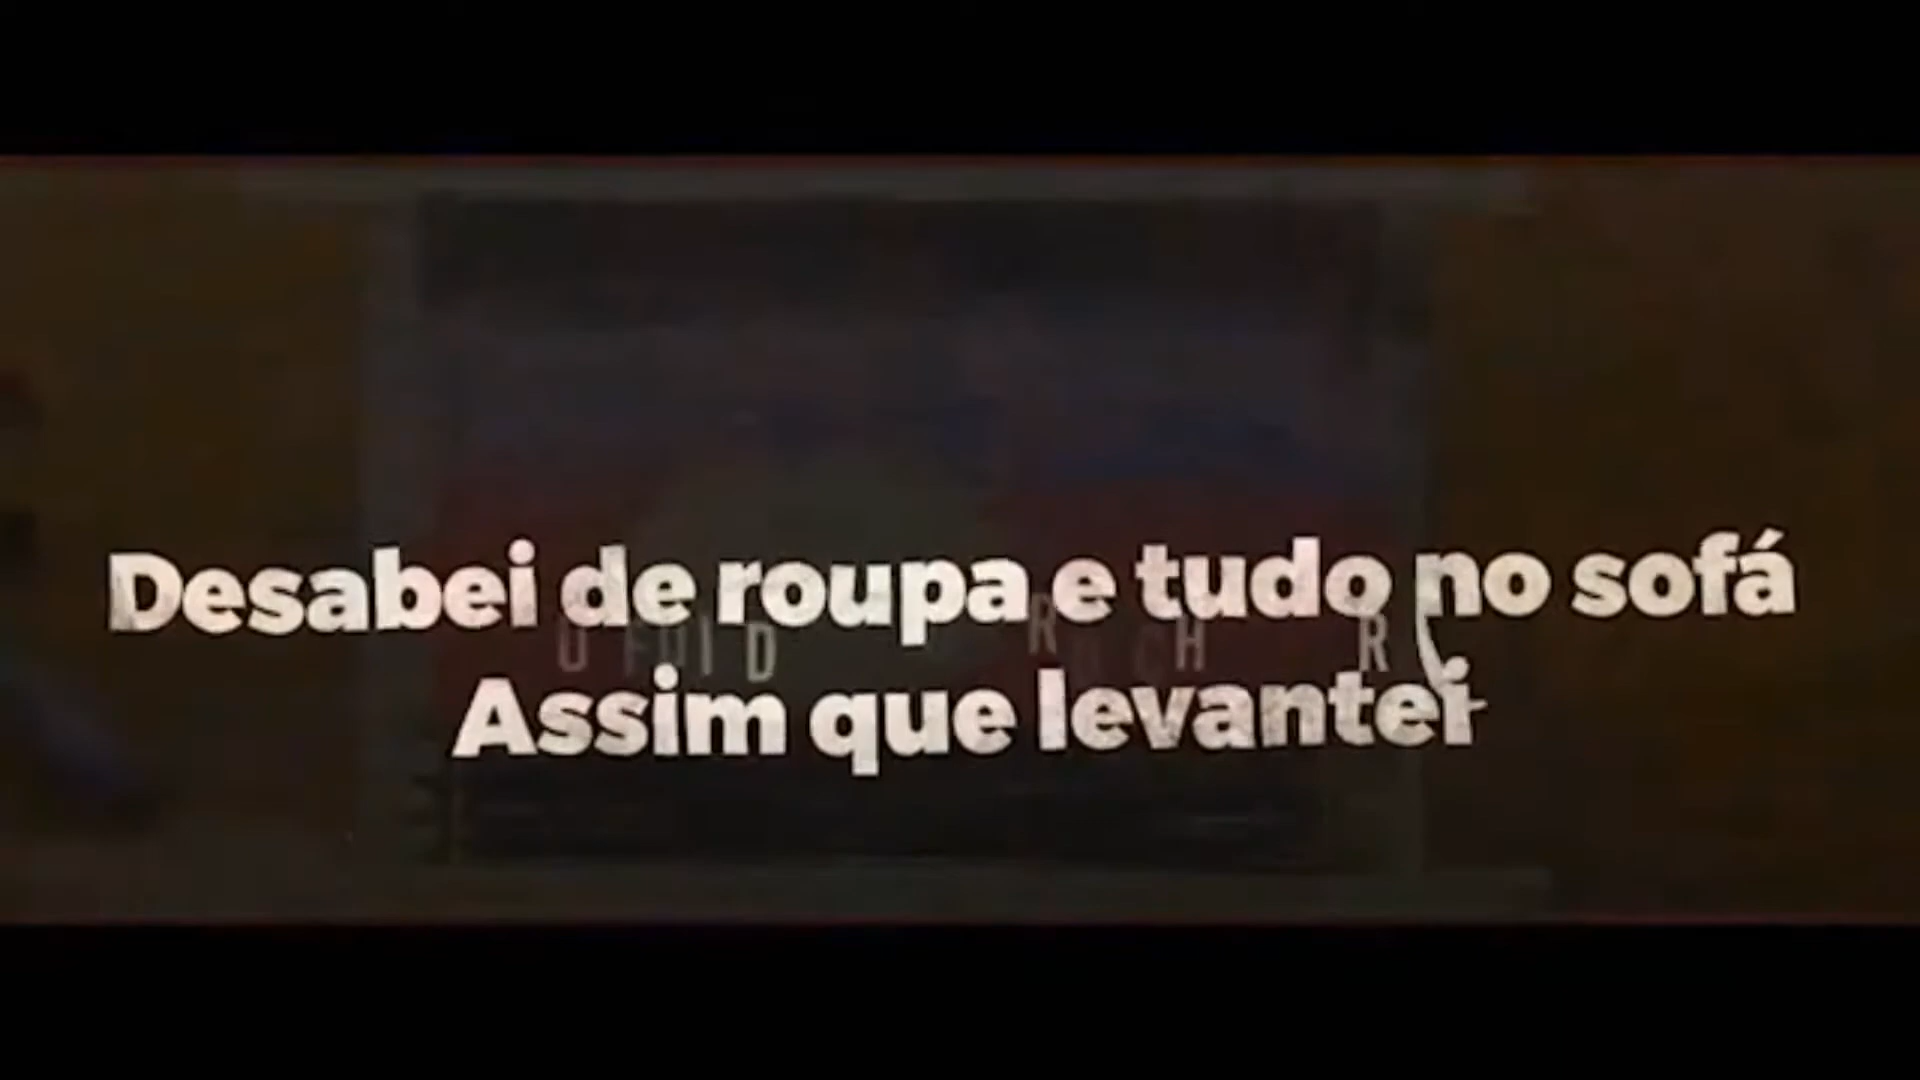 Desabei de roupa e tudo no sofá
Assim que levantei